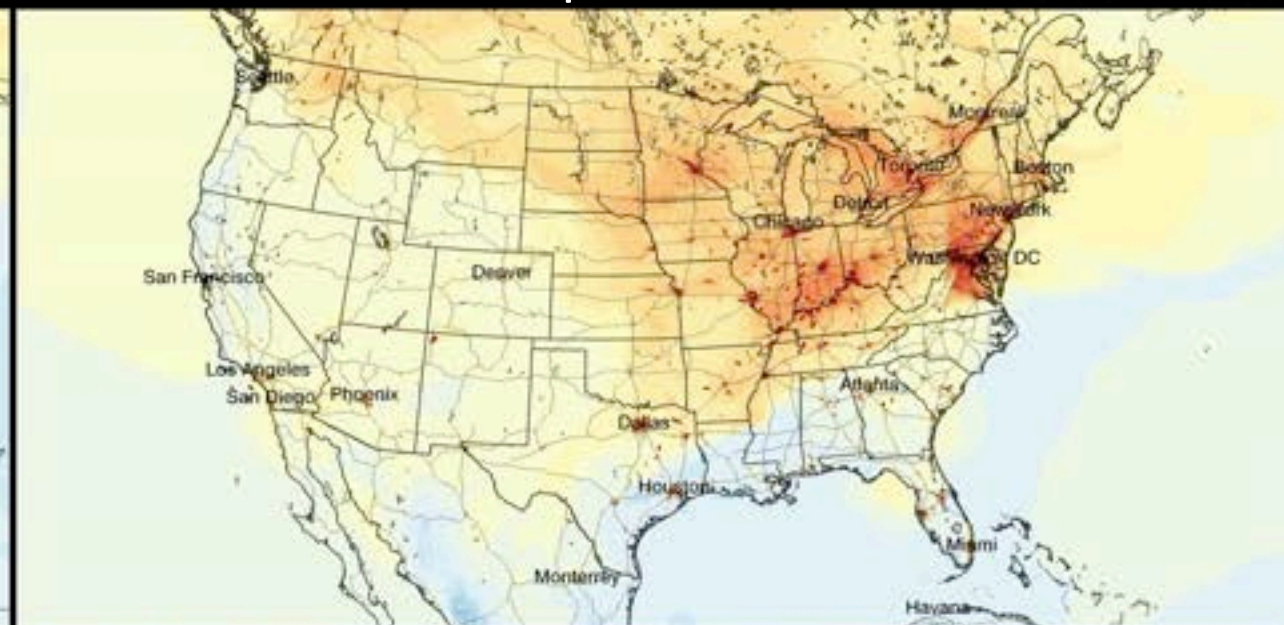 Seattle
Montreal
Toronto
Boston
Detroit
New York
Chicago
Washington DC
Denver
San Francisco
Los Angeles
San Diego
Phoenix
Atlanta
Dallas
Houston
Miami
Monterrey
Havana